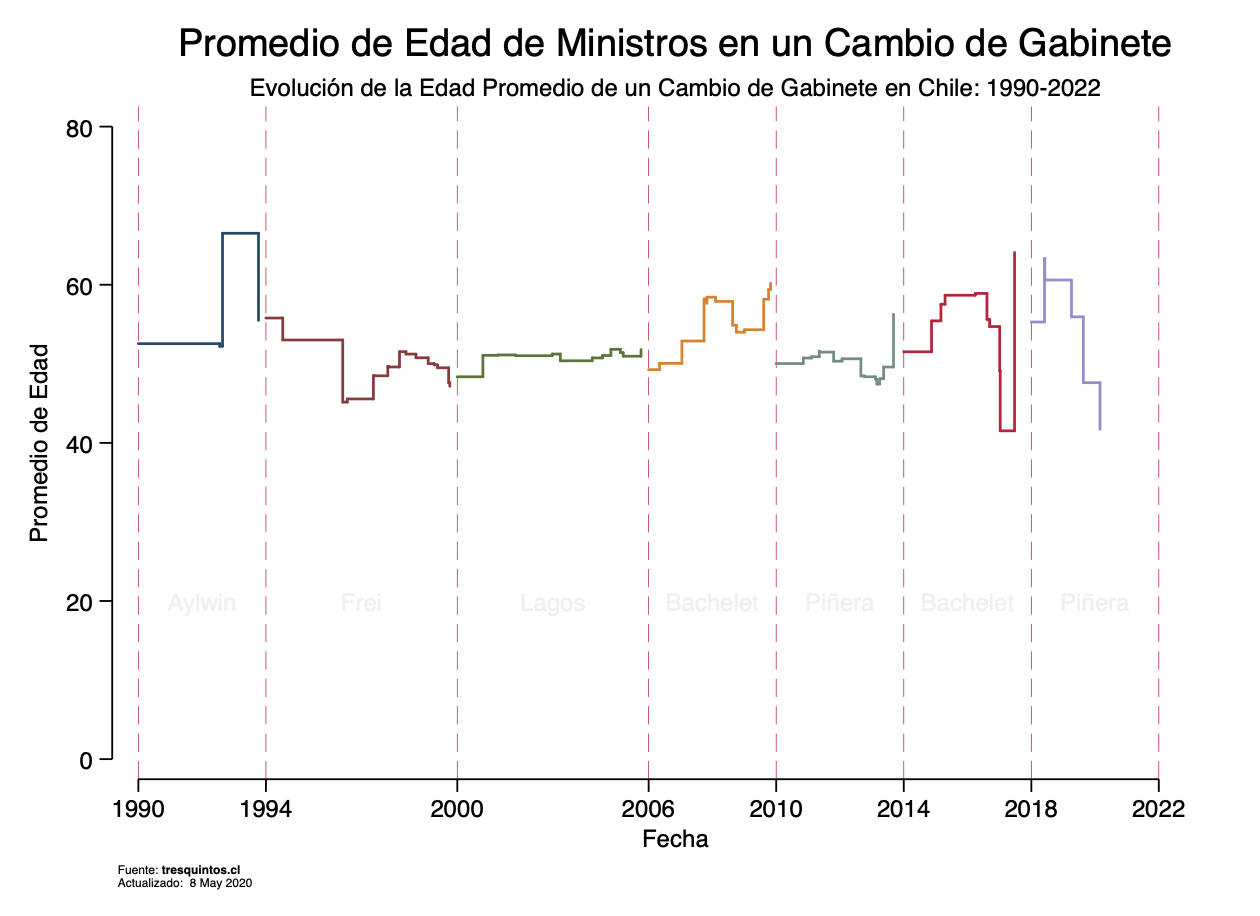 Promedio de Edad de Ministros en un Cambio de Gabinete
Evolución de la Edad Promedio de un Cambio de Gabinete en Chile: 1990-2022
80
60
40
20
0
Promedio de Edad
Aylwin Frei Lagos Bachelet Piñera Bachelet Piñera
1990 1994 2000 2006 2010 2014 2018 2022
Fecha
Fuente: tresquintos.cl
Actualizado: 8 May 2020